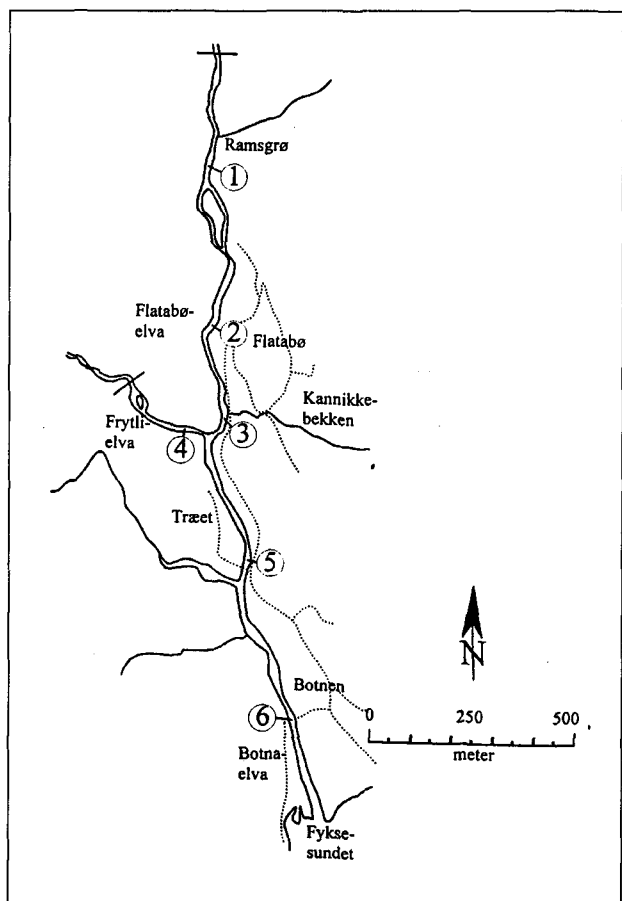 Ramsgrø
1
Flatabø-
elva
2
Flatabø
Kannikke-
bekken
Frytli-
elva
3
4
Træet
5
N
Botnen
0 250 500
meter
6
Botna-
elva
Fykse-
sundet